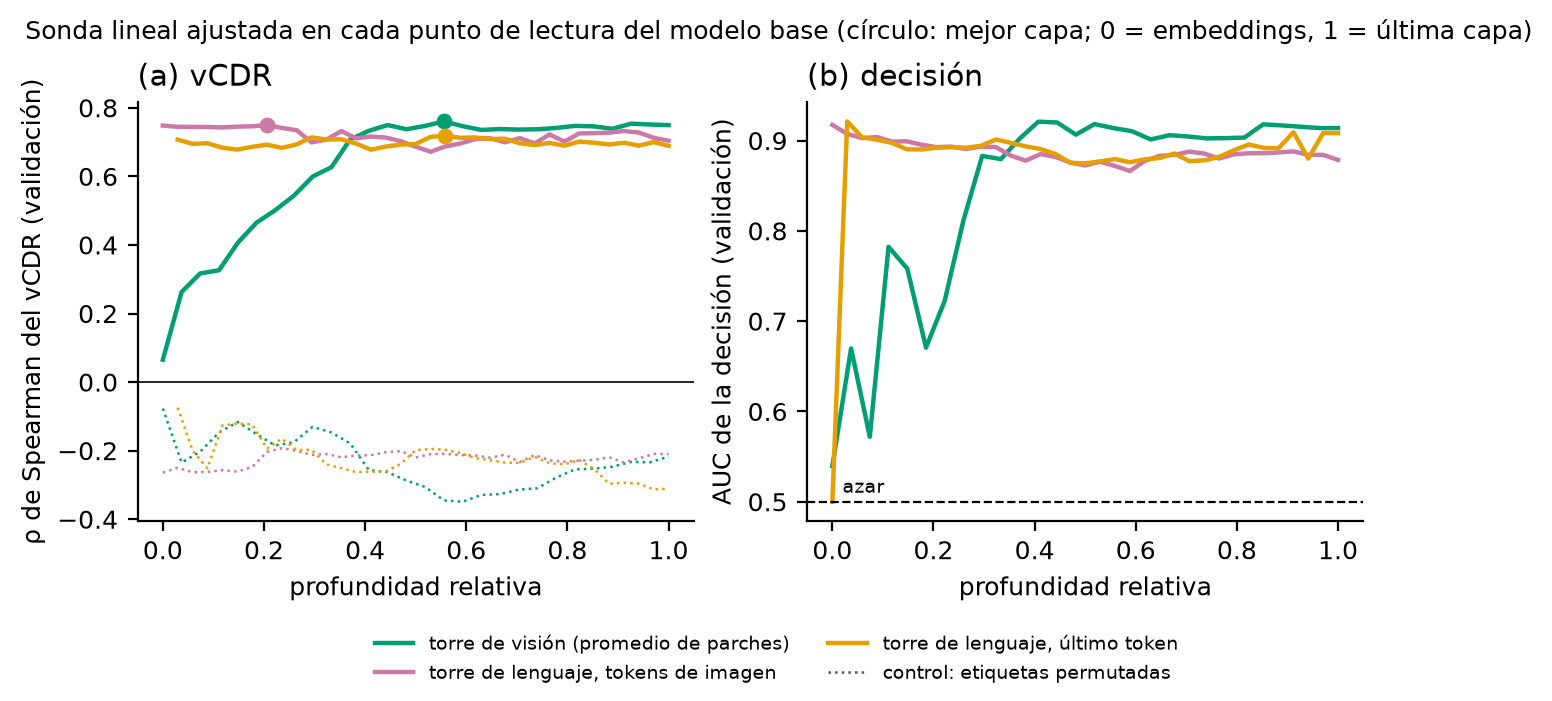 Sonda lineal ajustada en cada punto de lectura del modelo base (círculo: mejor capa; 0 = embeddings, 1 = última capa)
(a) vCDR
ρ de Spearman del vCDR (validación)
0.8
0.6
0.4
0.2
0.0
−0.2
−0.4
0.0 0.2 0.4 0.6 0.8 1.0
profundidad relativa
(b) decisión
AUC de la decisión (validación)
0.9
0.8
0.7
0.6
0.5
azar
0.0 0.2 0.4 0.6 0.8 1.0
profundidad relativa
torre de visión (promedio de parches)
torre de lenguaje, tokens de imagen
torre de lenguaje, último token
control: etiquetas permutadas